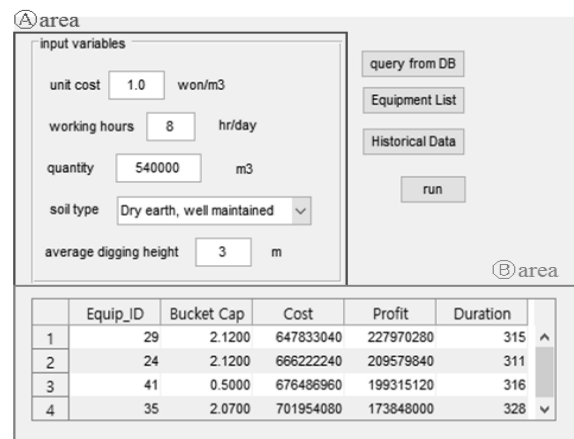 Ⓐ area
input variables
unit cost 1.0 won/m3
working hours 8 hr/day
quantity 540000 m3
soil type Dry earth, well maintained
average digging height 3 m
query from DB
Equipment List
Historical Data
run
Ⓑ area
Equip_ID Bucket Cap Cost Profit Duration
1 29 2.1200 647833040 227970280 315
2 24 2.1200 666222240 209579840 311
3 41 0.5000 676486960 199315120 316
4 35 2.0700 701954080 173848000 328